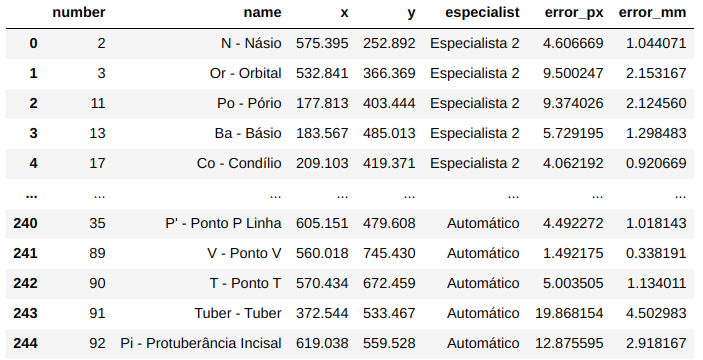 number name x y especialist error_px error_mm
0 2 N - Násio 575.395 252.892 Especialista 2 4.606669 1.044071
1 3 Or - Orbital 532.841 366.369 Especialista 2 9.500247 2.153167
2 11 Po - Pório 177.813 403.444 Especialista 2 9.374026 2.124560
3 13 Ba - Básio 183.567 485.013 Especialista 2 5.729195 1.298483
4 17 Co - Condílio 209.103 419.371 Especialista 2 4.062192 0.920669
... ... ... ... ... ... ... ...
240 35 P' - Ponto P Linha 605.151 479.608 Automático 4.492272 1.018143
241 89 V - Ponto V 560.018 745.430 Automático 1.492175 0.338191
242 90 T - Ponto T 570.434 672.459 Automático 5.003505 1.134011
243 91 Tuber - Tuber 372.544 533.467 Automático 19.868154 4.502983
244 92 Pi - Protuberância Incisal 619.038 559.528 Automático 12.875595 2.918167